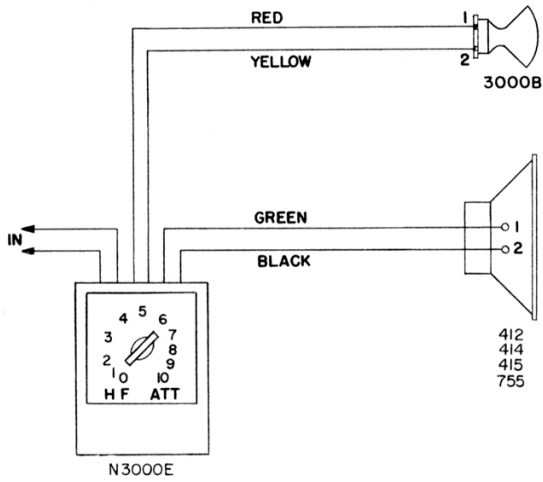 RED
1
2
YELLOW
3000B
GREEN
1
2
BLACK
IN
412
414
415
755
0 1 2 3 4 5 6 7 8 9 10
HF ATT
N3000E